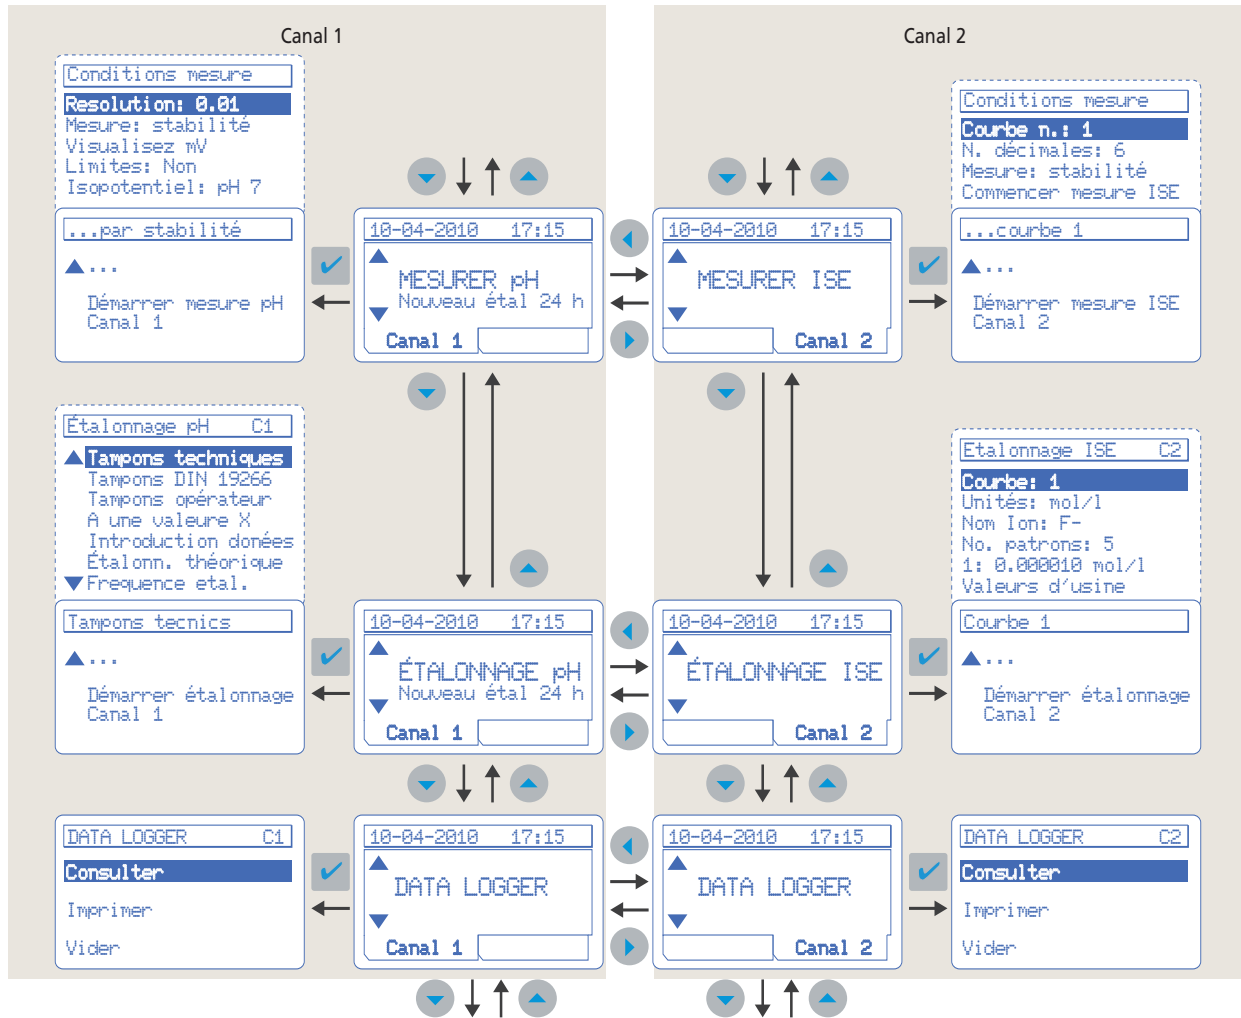 Canal 1
Conditions mesure
Resolution: 0.01
Mesure: stabilité
Visualisez mV
Limites: Non
Isopotentiel: pH 7
...par stabilité
...
Démarrer mesure pH
Canal 1
10-04-2010 17:15
MESURER pH
Nouveau étal 24 h
Canal 1
Étalonnage pH C1
Tampons techniques
Tampons DIN 19266
Tampons opérateur
A une valeure X
Introduction donées
Étalonn. théorique
Frequence etal.
Tampons tecnics
...
Démarrer étalonnage
Canal 1
10-04-2010 17:15
ÉTALONNAGE pH
Nouveau étal 24 h
Canal 1
DATA LOGGER C1
Consulter
Imprimer
Vider
10-04-2010 17:15
DATA LOGGER
Canal 1
Canal 2
10-04-2010 17:15
MESURER ISE
Canal 2
Conditions mesure
Courbe n.: 1
N. décimales: 6
Mesure: stabilité
Commencer mesure ISE
...courbe 1
...
Démarrer mesure ISE
Canal 2
10-04-2010 17:15
ÉTALONNAGE ISE
Canal 2
Etalonnage ISE C2
Courbe: 1
Unités: mol/l
Nom Ion: F-
No. patrons: 5
1: 0.000010 mol/l
Valeurs d'usine
Courbe 1
...
Démarrer étalonnage
Canal 2
10-04-2010 17:15
DATA LOGGER
Canal 2
DATA LOGGER C2
Consulter
Imprimer
Vider